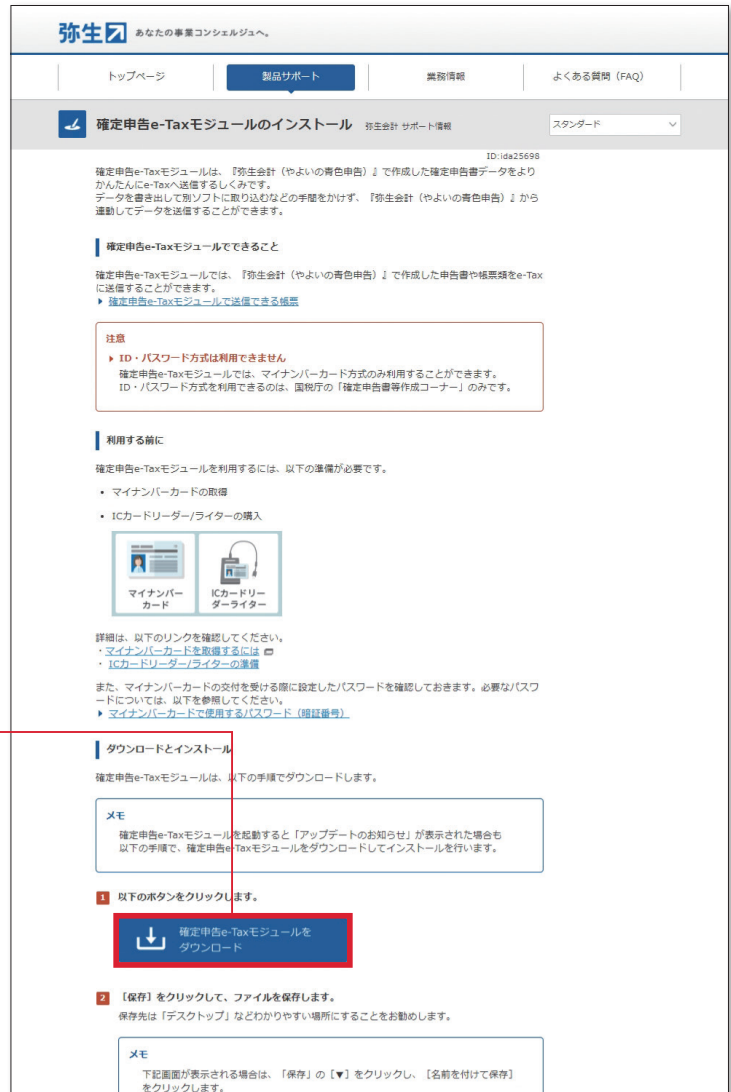 弥生 あなたの事業コンシェルジュへ。
トップページ 製品サポート 業務情報 よくある質問（FAQ）
確定申告e-Taxモジュールのインストール 弥生会計 サポート情報 スタンダード
ID:ida25698
確定申告e-Taxモジュールは、『弥生会計（やよいの青色申告）』で作成した確定申告書データをより
かんたんにe-Taxへ送信するしくみです。
データを書き出して別ソフトに取り込むなどの手間をかけず、『弥生会計（やよいの青色申告）』から
連動してデータを送信することができます。
確定申告e-Taxモジュールでできること
確定申告e-Taxモジュールでは、『弥生会計（やよいの青色申告）』で作成した申告書や帳票類をe-Tax
に送信することができます。
確定申告e-Taxモジュールで送信できる帳票
注意
ID・パスワード方式は利用できません
確定申告e-Taxモジュールでは、マイナンバーカード方式のみ利用することができます。
ID・パスワード方式を利用できるのは、国税庁の「確定申告書等作成コーナー」のみです。
利用する前に
確定申告e-Taxモジュールを利用するには、以下の準備が必要です。
• マイナンバーカードの取得
• ICカードリーダー/ライターの購入
マイナンバー
カード
ICカードリー
ダーライター
詳細は、以下のリンクを確認してください。
・マイナンバーカードを取得するには
・ICカードリーダー/ライターの準備
また、マイナンバーカードの交付を受ける際に設定したパスワードを確認しておきます。必要なパスワ
ードについては、以下を参照してください。
マイナンバーカードで使用するパスワード（暗証番号）
ダウンロードとインストール
確定申告e-Taxモジュールは、以下の手順でダウンロードします。
メモ
確定申告e-Taxモジュールを起動すると「アップデートのお知らせ」が表示された場合も
以下の手順で、確定申告e-Taxモジュールをダウンロードしてインストールを行います。
1 以下のボタンをクリックします。
確定申告e-Taxモジュールを
ダウンロード
2 ［保存］をクリックして、ファイルを保存します。
保存先は「デスクトップ」などわかりやすい場所にすることをお勧めします。
メモ
下記画面が表示される場合は、「保存」の［▼］をクリックし、［名前を付けて保存］
をクリックします。